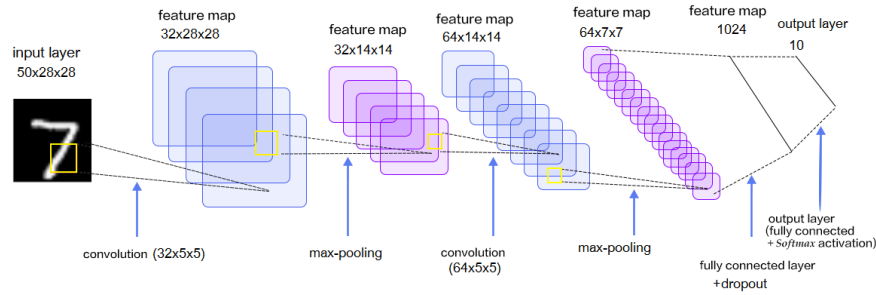 input layer
50x28x28
feature map
32x28x28
feature map
32x14x14
feature map
64x14x14
feature map
64x7x7
feature map
1024
output layer
10
convolution (32x5x5)
max-pooling
convolution
(64x5x5)
max-pooling
fully connected layer
+dropout
output layer
(fully connected
+ Softmax activation)